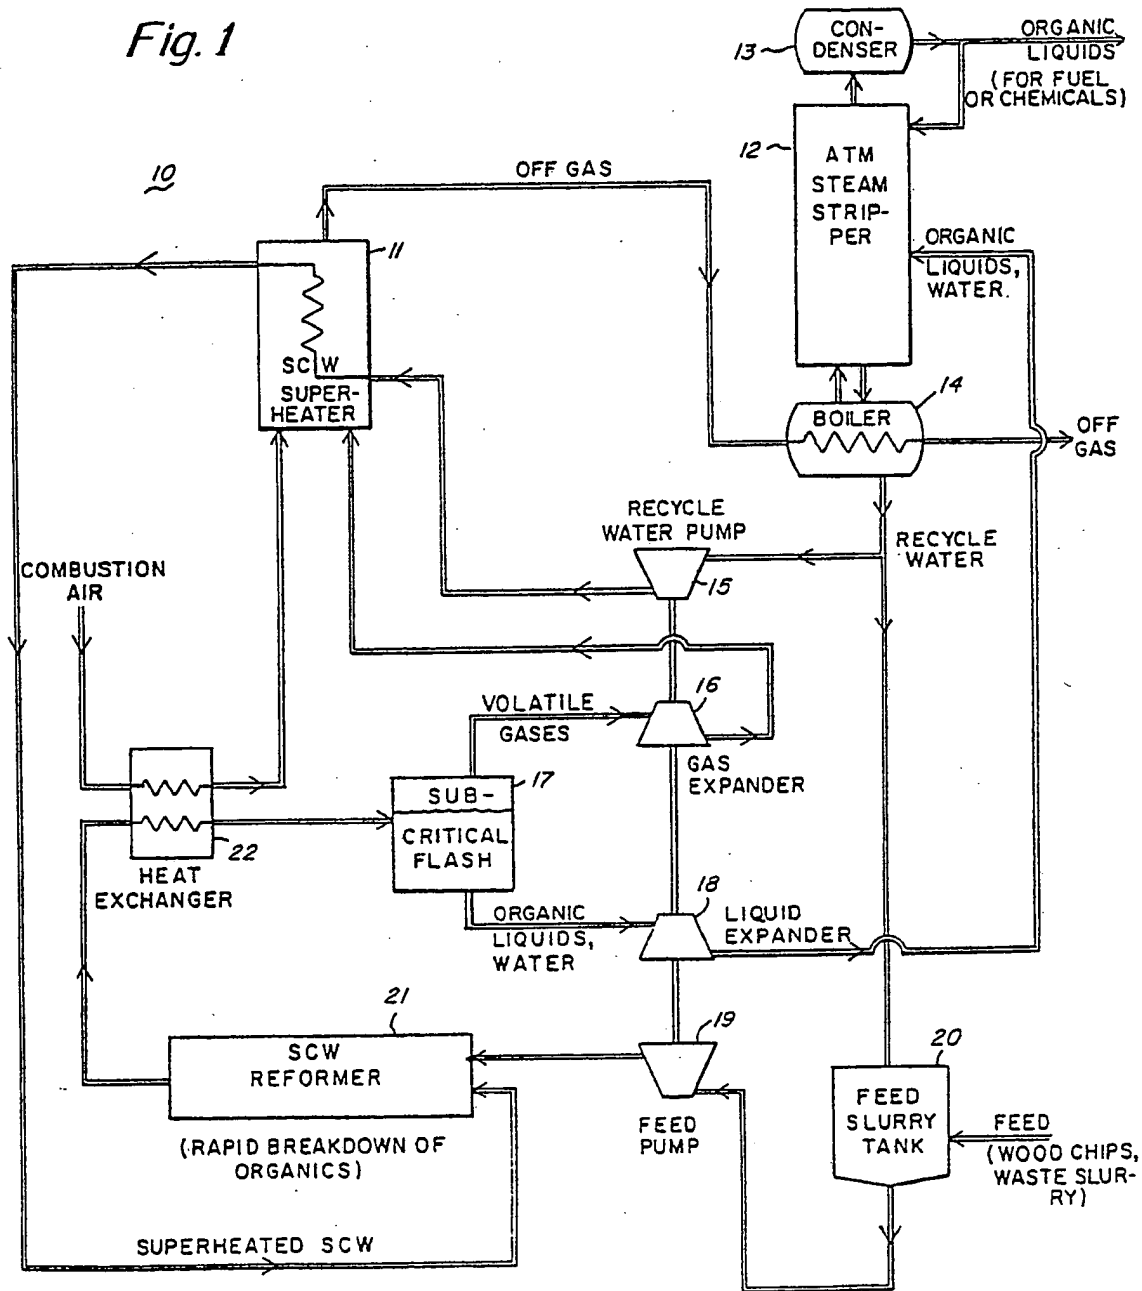 Fig. 1
10
13
CON-
DENSER
ORGANIC
LIQUIDS
(FOR FUEL
OR CHEMICALS)
12
ATM
STEAM
STRIP-
PER
OFF GAS
11
SCW
SUPER-
HEATER
ORGANIC
LIQUIDS,
WATER.
14
BOILER
OFF
GAS
RECYCLE
WATER PUMP
15
RECYCLE
WATER
COMBUSTION
AIR
VOLATILE
GASES
16
GAS
EXPANDER
17
SUB-
CRITICAL
FLASH
22
HEAT
EXCHANGER
ORGANIC
LIQUIDS,
WATER
18
LIQUID
EXPANDER
21
SCW
REFORMER
(RAPID BREAKDOWN OF
ORGANICS)
19
FEED
PUMP
20
FEED
SLURRY
TANK
FEED
(WOOD CHIPS,
WASTE SLUR-
RY)
SUPERHEATED SCW